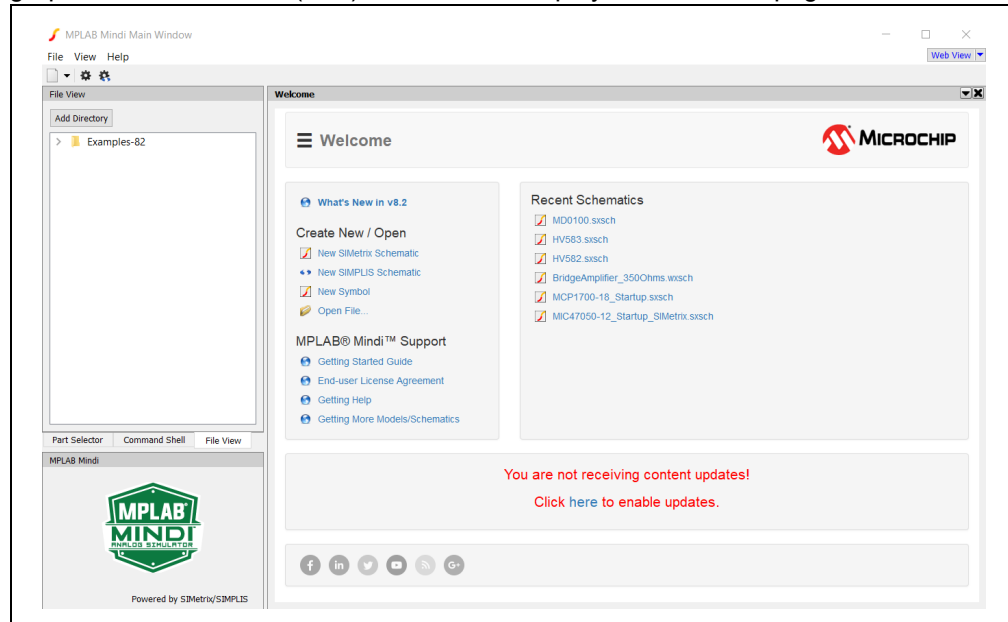 MPLAB Mindi Main Window
File View Help
Web View
File View
Add Directory
Examples-82
Part Selector Command Shell File View
MPLAB Mindi
MPLAB
MINDI
ANALOG SIMULATOR
Powered by SIMetrix/SIMPLIS
Welcome
Welcome
MICROCHIP
What's New in v8.2
Create New / Open
New SIMetrix Schematic
New SIMPLIS Schematic
New Symbol
Open File...
MPLAB® Mindi™ Support
Getting Started Guide
End-user License Agreement
Getting Help
Getting More Models/Schematics
Recent Schematics
MD0100.sxsch
HV583.sxsch
HV582.sxsch
BridgeAmplifier_350Ohms.wxsch
MCP1700-18_Startup.sxsch
MIC47050-12_Startup_SIMetrix.sxsch
You are not receiving content updates!
Click here to enable updates.
f in G+